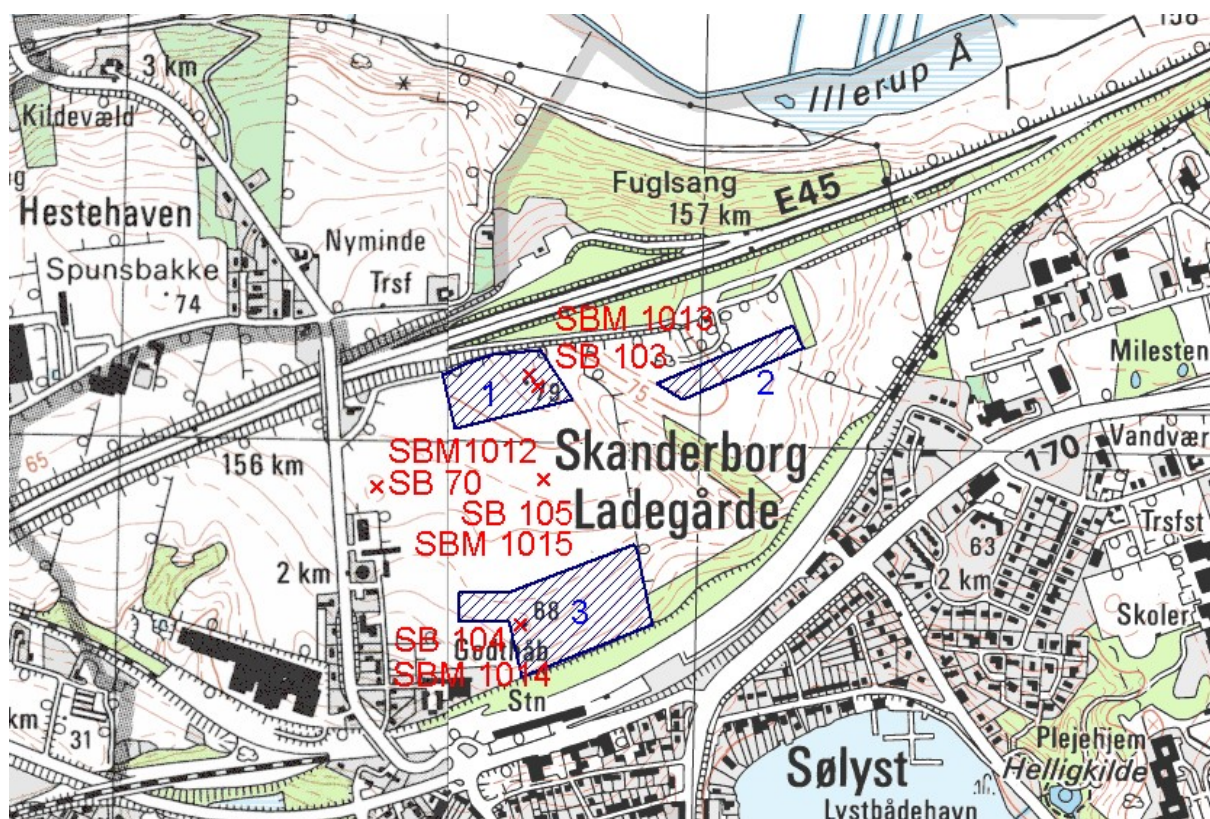 158
3 km
Illerup Å
Kildevæld
Fuglsang
157 km
E45
Hestehaven
Nyminde
Trsf
Spunsbakke
74
SBM 1013
SB 103
Milesten
1
2
75
SBM1012
Skanderborg
170
Vandvær
65
156 km
SB 70
SB 105
Ladegårde
Trsfst
SBM 1015
63
2 km
2 km
68
3
Skoler
SB 104
Godthåb
SBM 1014
Stn
km
31
Plejehjem
Sølyst
Helligkilde
Lystbådehavn